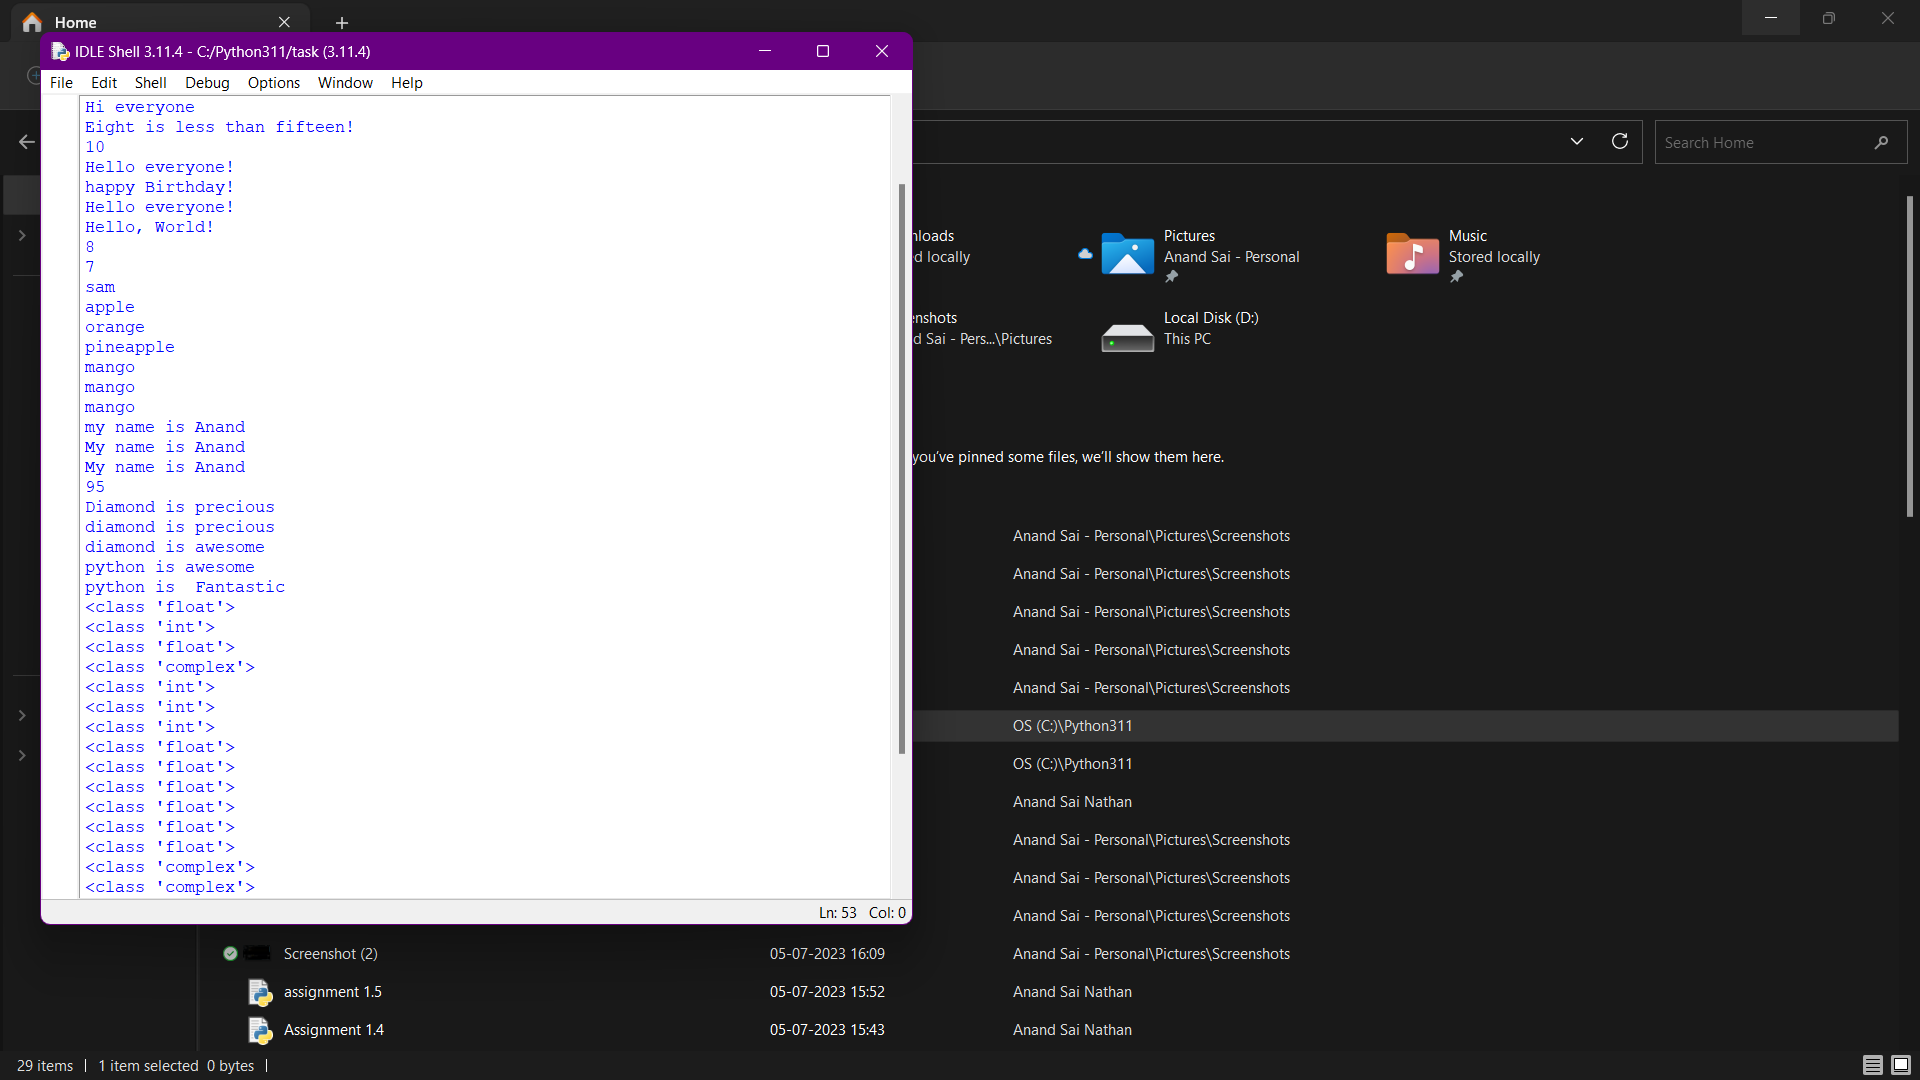 Home
IDLE Shell 3.11.4 - C:/Python311/task (3.11.4)
File Edit Shell Debug Options Window Help
Hi everyone
Eight is less than fifteen!
10
Hello everyone!
happy Birthday!
Hello everyone!
Hello, World!
8
7
sam
apple
orange
pineapple
mango
mango
mango
my name is Anand
My name is Anand
My name is Anand
95
Diamond is precious
diamond is precious
diamond is awesome
python is awesome
python is  Fantastic
<class 'float'>
<class 'int'>
<class 'float'>
<class 'complex'>
<class 'int'>
<class 'int'>
<class 'int'>
<class 'float'>
<class 'float'>
<class 'float'>
<class 'float'>
<class 'float'>
<class 'float'>
<class 'complex'>
<class 'complex'>
Ln: 53 Col: 0
Search Home
nloads
d locally
Pictures
Anand Sai - Personal
Music
Stored locally
enshots
d Sai - Pers...\Pictures
Local Disk (D:)
This PC
you've pinned some files, we'll show them here.
Anand Sai - Personal\Pictures\Screenshots
Anand Sai - Personal\Pictures\Screenshots
Anand Sai - Personal\Pictures\Screenshots
Anand Sai - Personal\Pictures\Screenshots
Anand Sai - Personal\Pictures\Screenshots
OS (C:)\Python311
OS (C:)\Python311
Anand Sai Nathan
Anand Sai - Personal\Pictures\Screenshots
Anand Sai - Personal\Pictures\Screenshots
Anand Sai - Personal\Pictures\Screenshots
Screenshot (2) 05-07-2023 16:09 Anand Sai - Personal\Pictures\Screenshots
assignment 1.5 05-07-2023 15:52 Anand Sai Nathan
Assignment 1.4 05-07-2023 15:43 Anand Sai Nathan
29 items | 1 item selected 0 bytes |